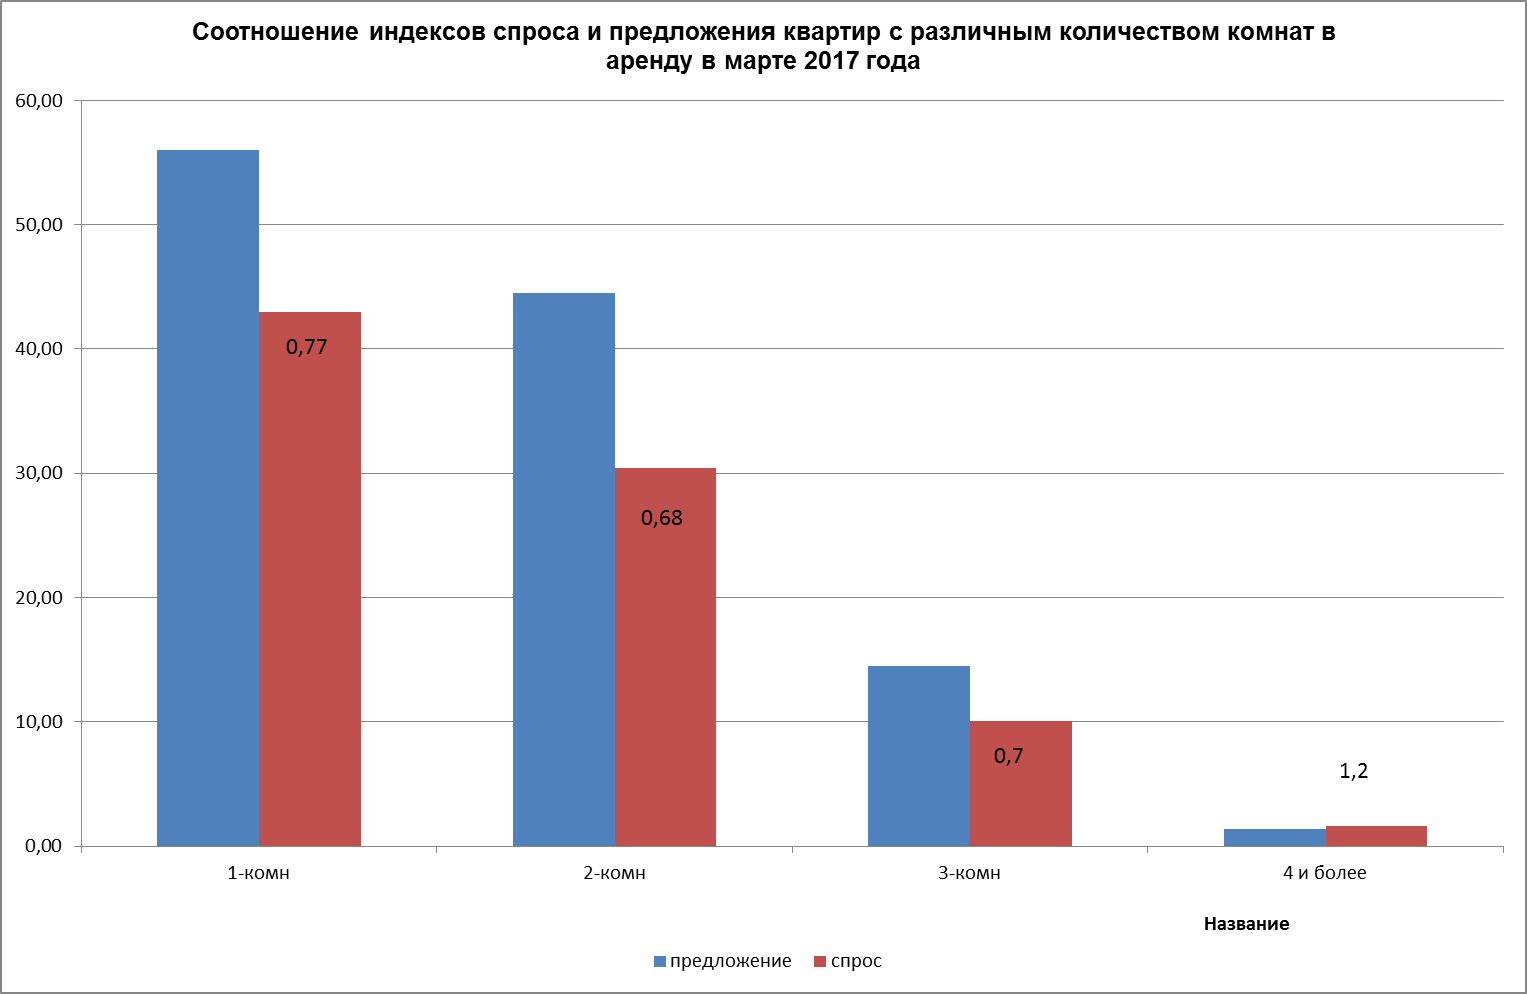 Соотношение индексов спроса и предложения квартир с различным количеством комнат в
аренду в марте 2017 года
60,00
50,00
40,00
30,00
20,00
10,00
0,00
0,77
0,68
0,7
1,2
1-комн
2-комн
3-комн
4 и более
Название
предложение
спрос